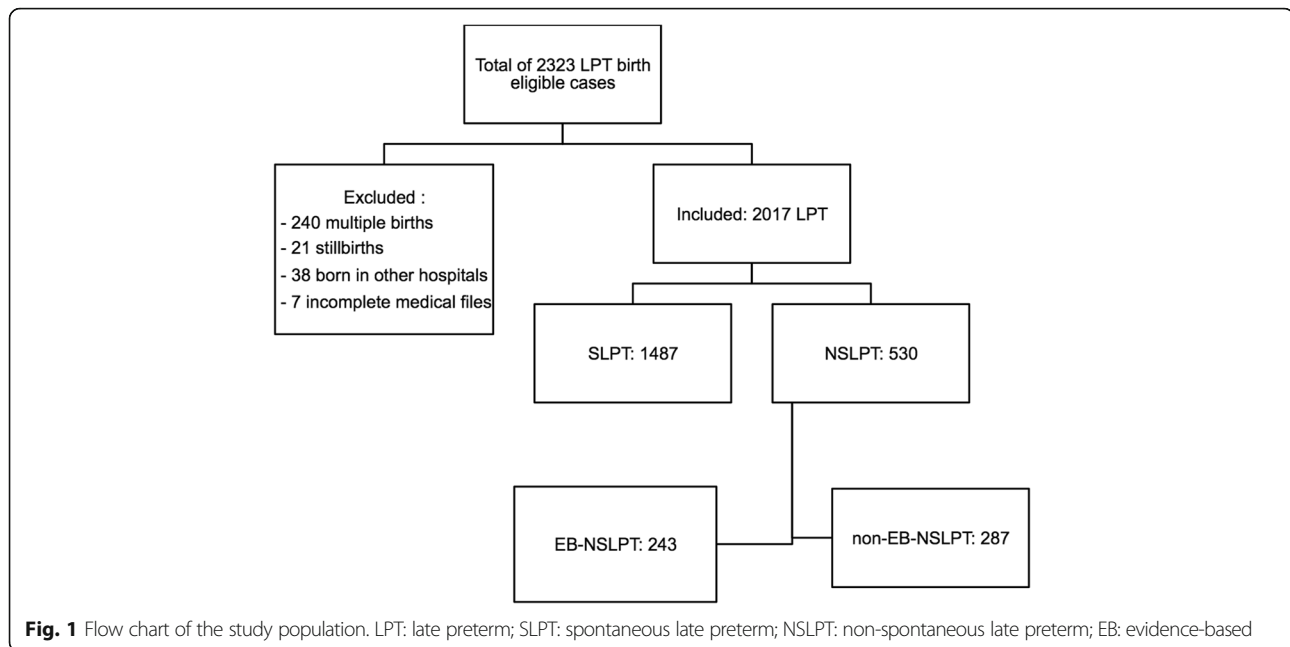 Total of 2323 LPT birth
eligible cases
Excluded :
- 240 multiple births
- 21 stillbirths
- 38 born in other hospitals
- 7 incomplete medical files
Included: 2017 LPT
SLPT: 1487
NSLPT: 530
EB-NSLPT: 243
non-EB-NSLPT: 287
Fig. 1 Flow chart of the study population. LPT: late preterm; SLPT: spontaneous late preterm; NSLPT: non-spontaneous late preterm; EB: evidence-based